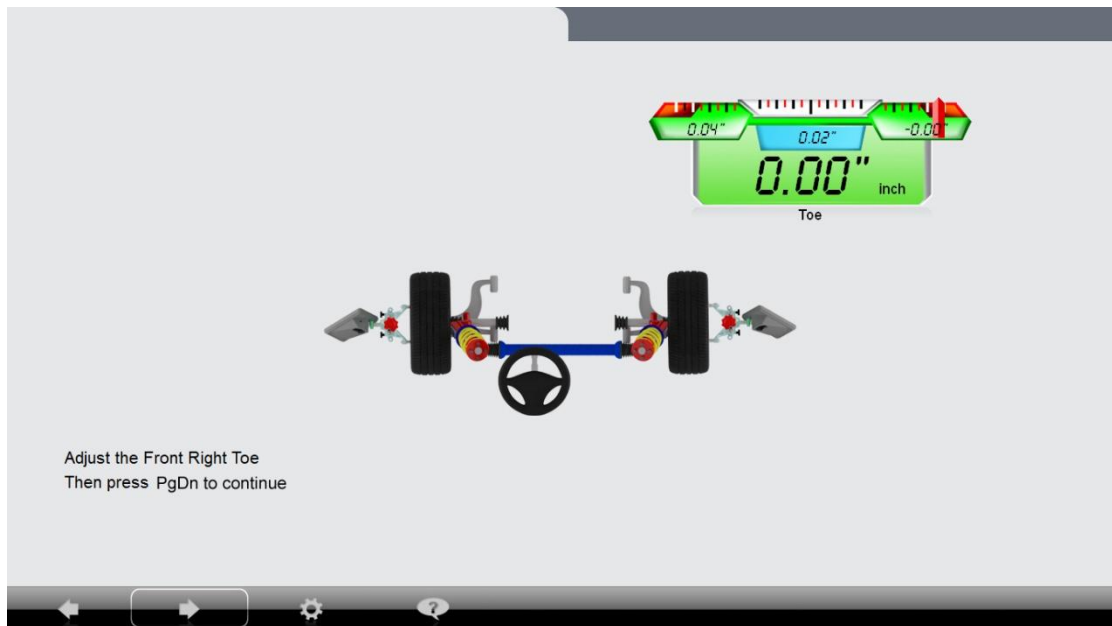 0.04"
0.02"
-0.00"
0.00" inch
Toe
Adjust the Front Right Toe
Then press PgDn to continue
?